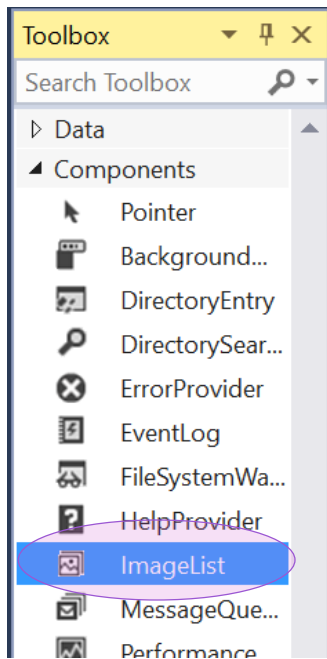 Toolbox
Search Toolbox
Data
Components
Pointer
Background...
DirectoryEntry
DirectorySear...
ErrorProvider
EventLog
FileSystemWa...
HelpProvider
ImageList
MessageQue...
Performance